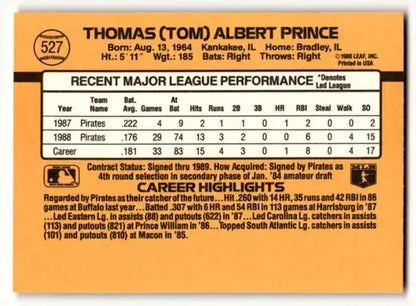 527
THOMAS (TOM) ALBERT PRINCE
Born: Aug. 13, 1964 Kankakee, IL Home: Bradley, IL
Ht.: 5'11" Wgt.: 185 Bats: Right Throws: Right
©1988 LEAF, INC.
Printed in USA
RECENT MAJOR LEAGUE PERFORMANCE *Denotes Led League
Year Team Name Bat. Avg. Games At Bat Hits Runs 2B 3B HR RBI Steal Walk SO
1987 Pirates .222 4 9 2 1 1 0 1 2 0 0 2
1988 Pirates .176 29 74 13 3 2 0 0 6 0 4 15
Career .181 33 83 15 4 3 0 1 8 0 4 17
Contract Status: Signed thru 1989. How Acquired: Signed by Pirates as
4th round selection in secondary phase of Jan. '84 amateur draft
CAREER HIGHLIGHTS
Regarded by Pirates as their catcher of the future...Hit .260 with 14 HR, 35 runs and 42 RBI in 86
games at Buffalo last year...Batted .307 with 6 HR and 54 RBI in 113 games at Harrisburg in '87
...Led Eastern Lg. in assists (88) and putouts (622) in '87...Led Carolina Lg. catchers in assists
(113) and putouts (821) at Prince William in '86...Topped South Atlantic Lg. catchers in assists
(101) and putouts (810) at Macon in '85.